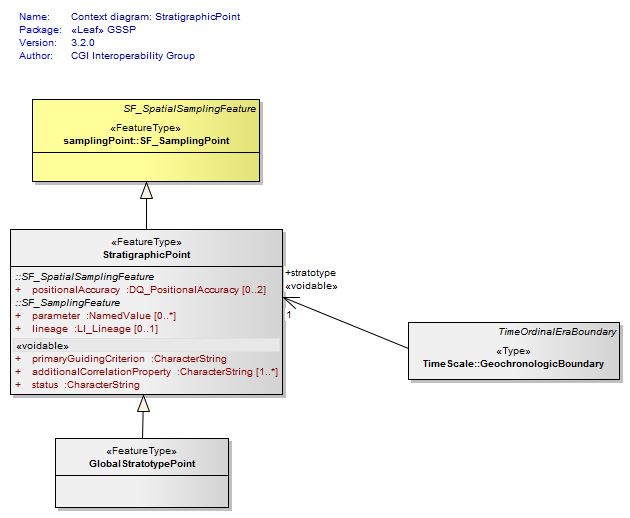 Name: Context diagram: StratigraphicPoint
Package: «Leaf» GSSP
Version: 3.2.0
Author: CGI Interoperability Group
SF_SpatialSamplingFeature
«FeatureType»
samplingPoint::SF_SamplingPoint
«FeatureType»
StratigraphicPoint
::SF_SpatialSamplingFeature
+ positionalAccuracy :DQ_PositionalAccuracy [0..2]
::SF_SamplingFeature
+ parameter :NamedValue [0..*]
+ lineage :LI_Lineage [0..1]
«voidable»
+ primaryGuidingCriterion :CharacterString
+ additionalCorrelationProperty :CharacterString [1..*]
+ status :CharacterString
+stratotype
«voidable»
1
TimeOrdinalEraBoundary
«Type»
TimeScale::GeochronologicBoundary
«FeatureType»
GlobalStratotypePoint